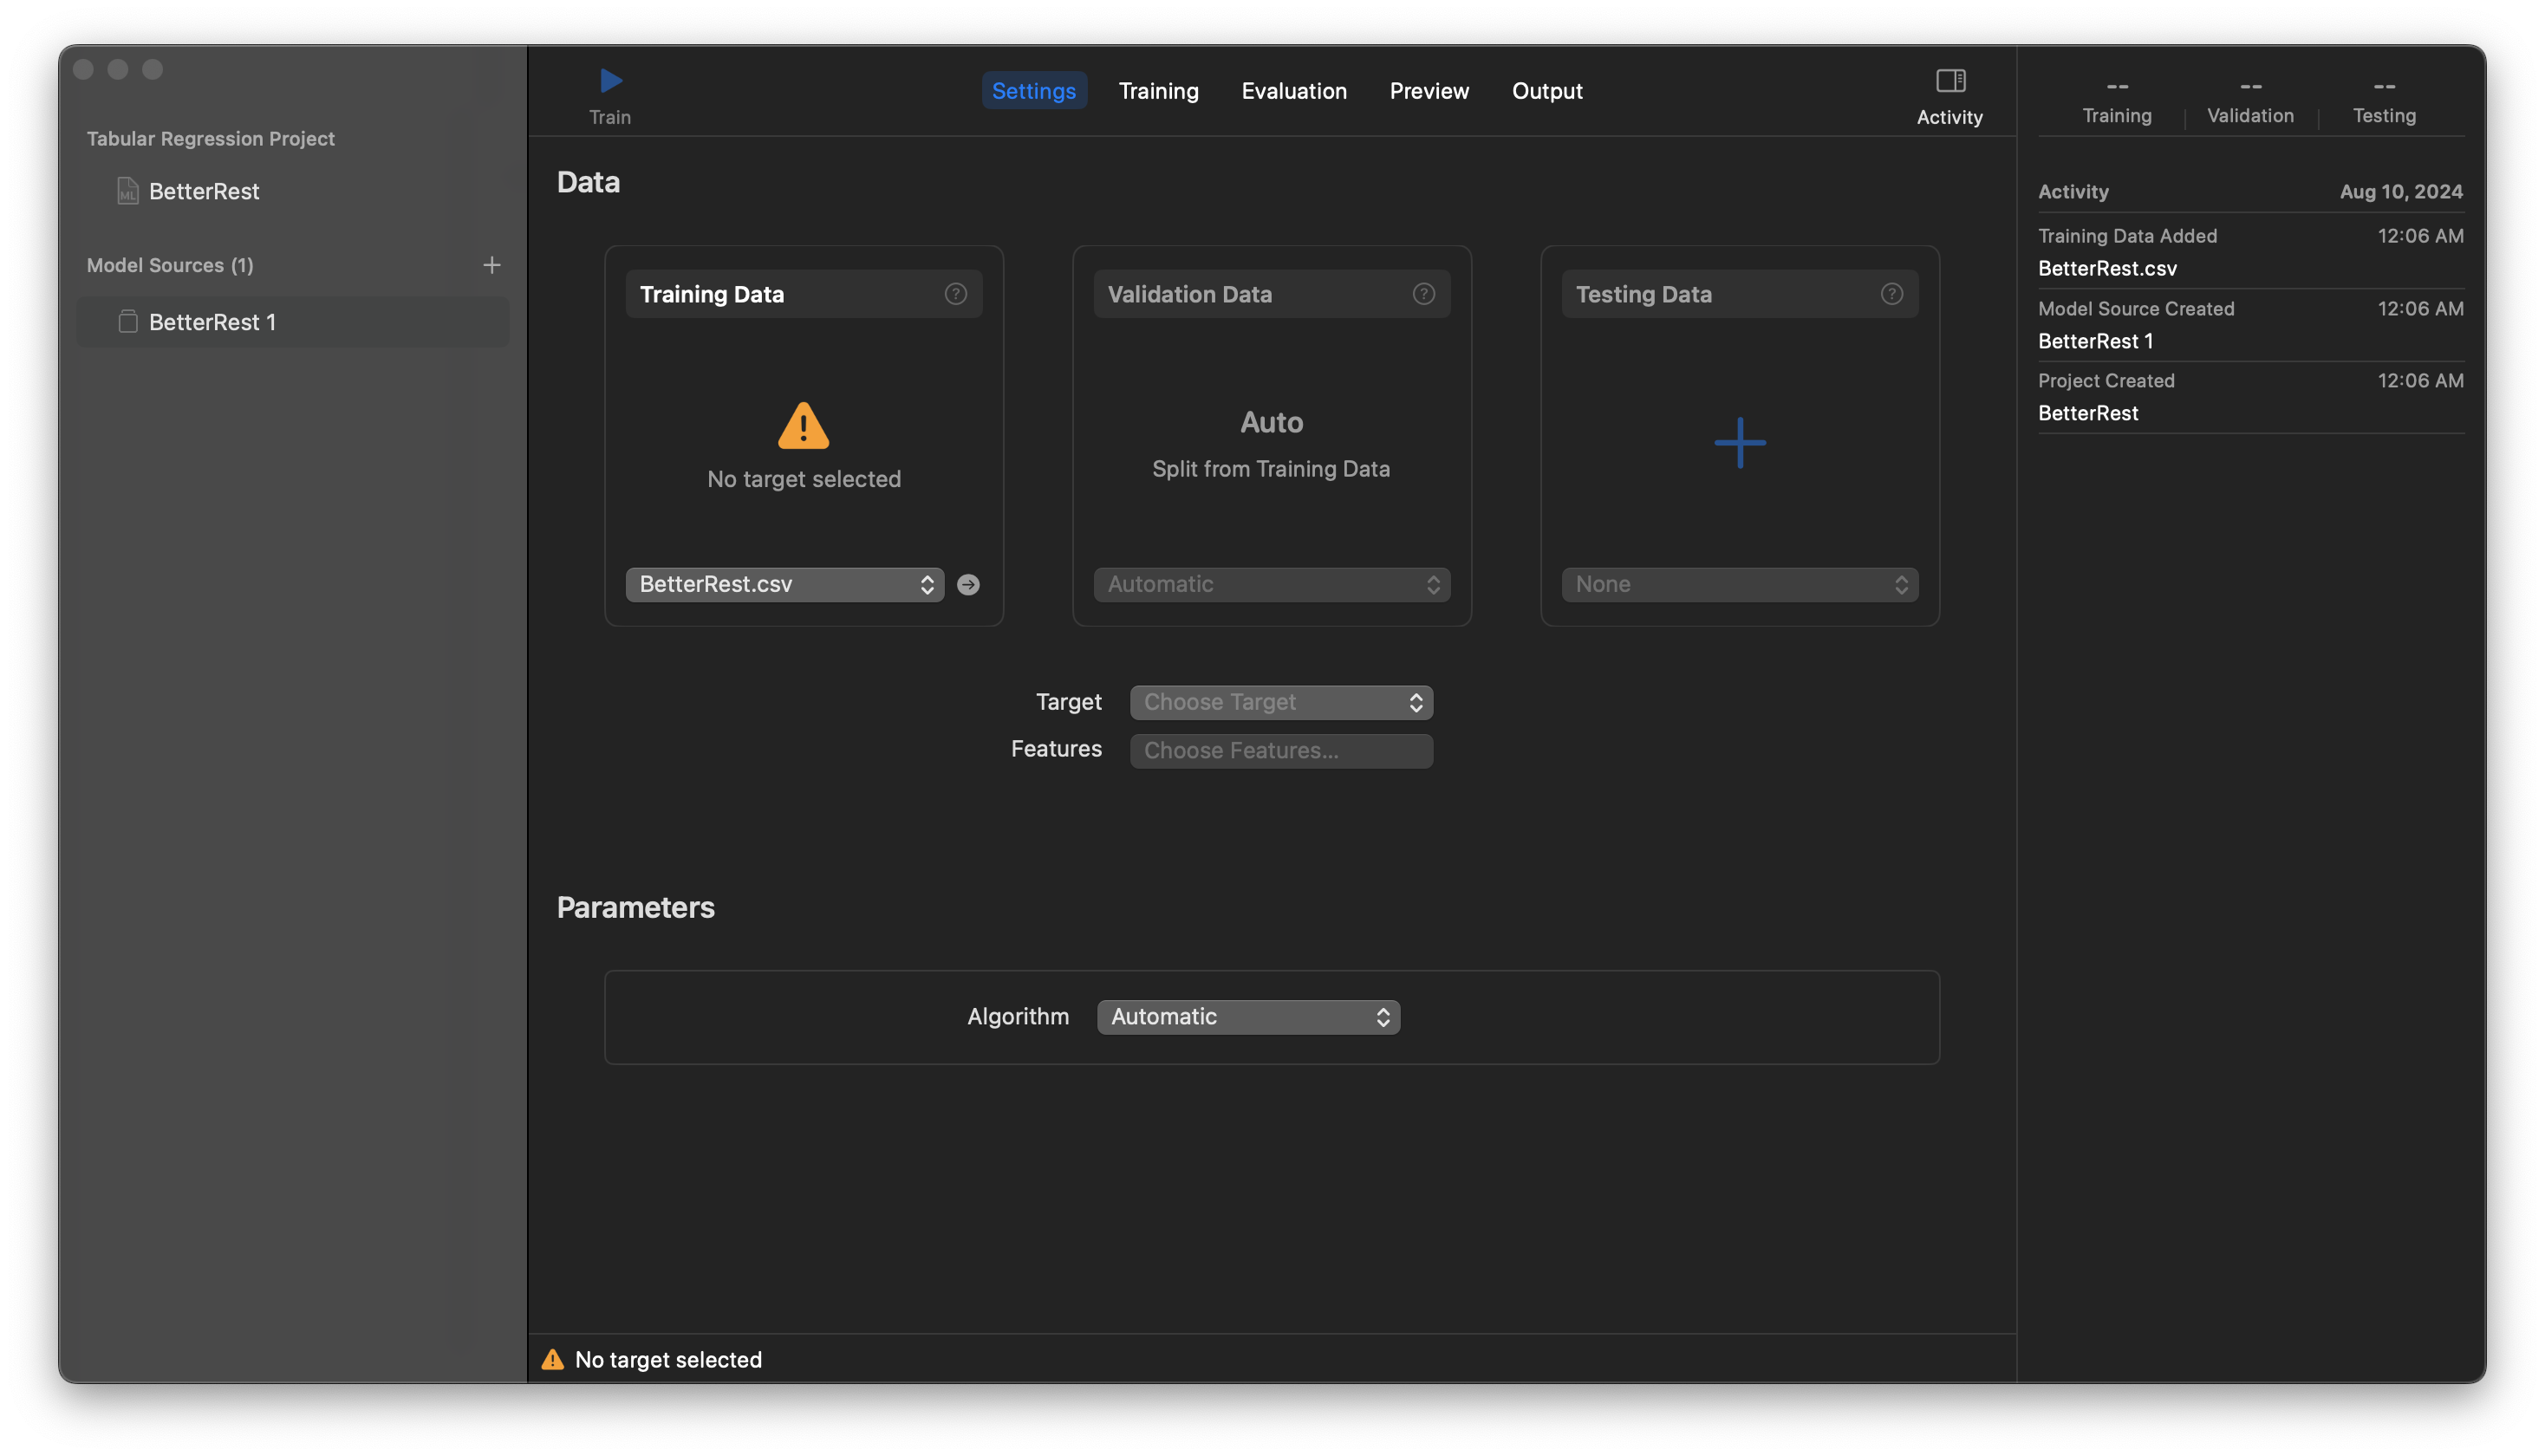 Tabular Regression Project
BetterRest
Model Sources (1)
BetterRest 1
Train
Settings
Training
Evaluation
Preview
Output
Activity
Data
Training Data
No target selected
BetterRest.csv
Validation Data
Auto
Split from Training Data
Automatic
Testing Data
None
Target
Choose Target
Features
Choose Features...
Parameters
Algorithm
Automatic
No target selected
-- -- --
Training Validation Testing
Activity Aug 10, 2024
Training Data Added 12:06 AM
BetterRest.csv
Model Source Created 12:06 AM
BetterRest 1
Project Created 12:06 AM
BetterRest